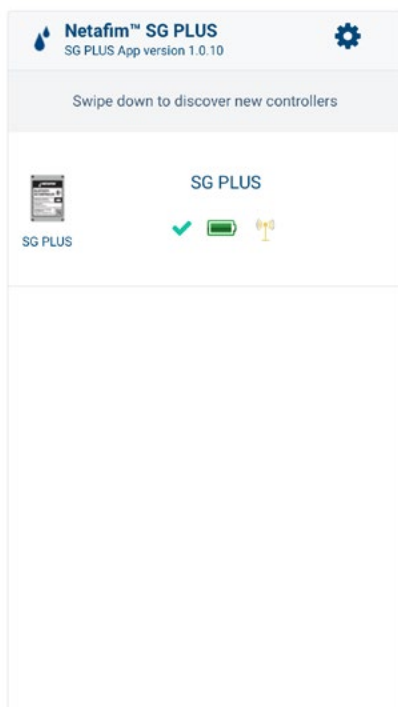 Netafim™ SG PLUS
SG PLUS App version 1.0.10
Swipe down to discover new controllers
SG PLUS
SG PLUS